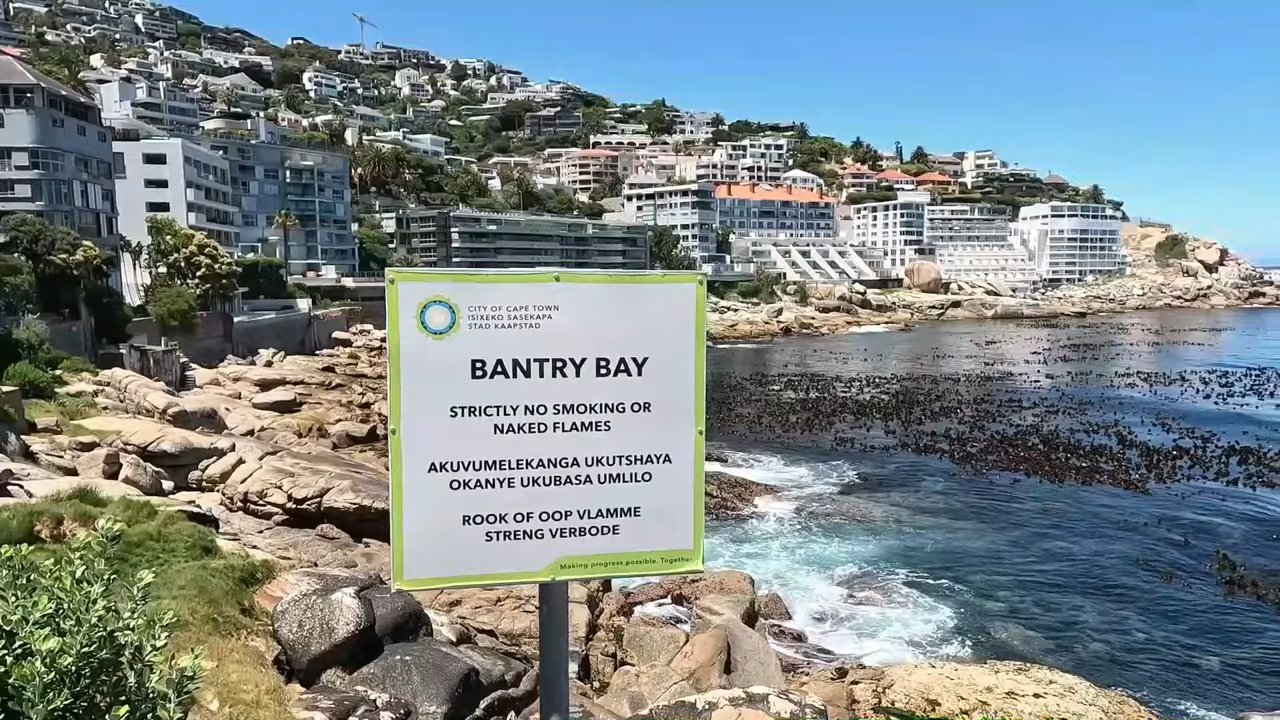 CITY OF CAPE TOWN
ISIXEKO SASEKAPA
STAD KAAPSTAD
BANTRY BAY
STRICTLY NO SMOKING OR
NAKED FLAMES
AKUVUMELEKANGA UKUTSHAYA
OKANYE UKUBASA UMLILO
ROOK OF OOP VLAMME
STRENG VERBODE
Making progress possible. Together.